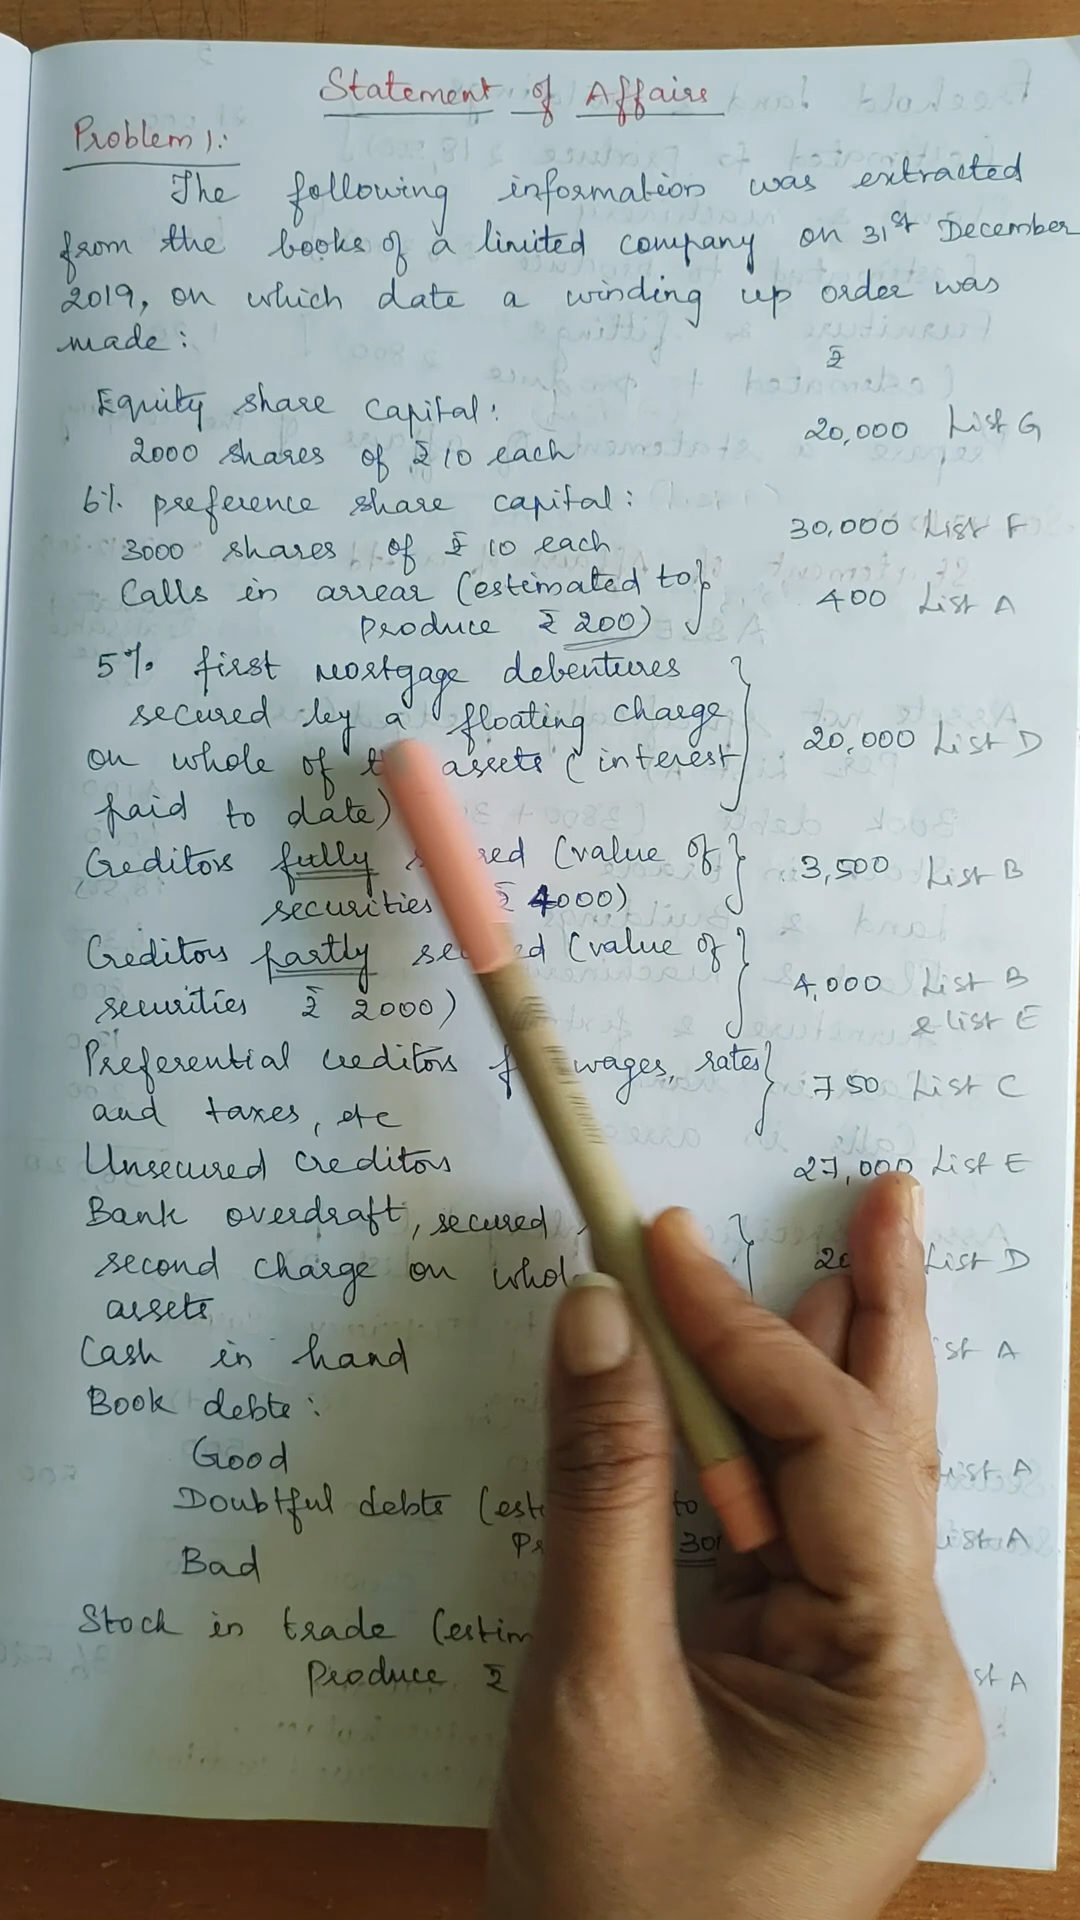 Statement of Affairs
Problem 1:
The following information was extracted
from the books of a limited company on 31st December
2019, on which date a winding up order was
made:
₹
Equity share capital:
2000 shares of ₹ 10 each 20,000 List G
6% preference share capital:
3000 shares of ₹ 10 each 30,000 List F
Calls in arrear (estimated to
produce ₹ 200) 400 List A
5% first mortgage debentures
secured by a floating charge
on whole of assets (interest 20,000 List D
paid to date)
Creditors fully (value of 3,500 List B
securities ₹ 4000)
Creditors partly (value of
securities ₹ 2000) 4,000 List B
& List E
Preferential creditors wages, rates
and taxes, etc 750 List C
Unsecured creditors 27,000 List E
Bank overdraft, secured
second charge on List D
assets
Cash in hand A
Book debts:
Good List A
Doubtful debts to
List A
Bad
Stock in trade
Produce ₹ A